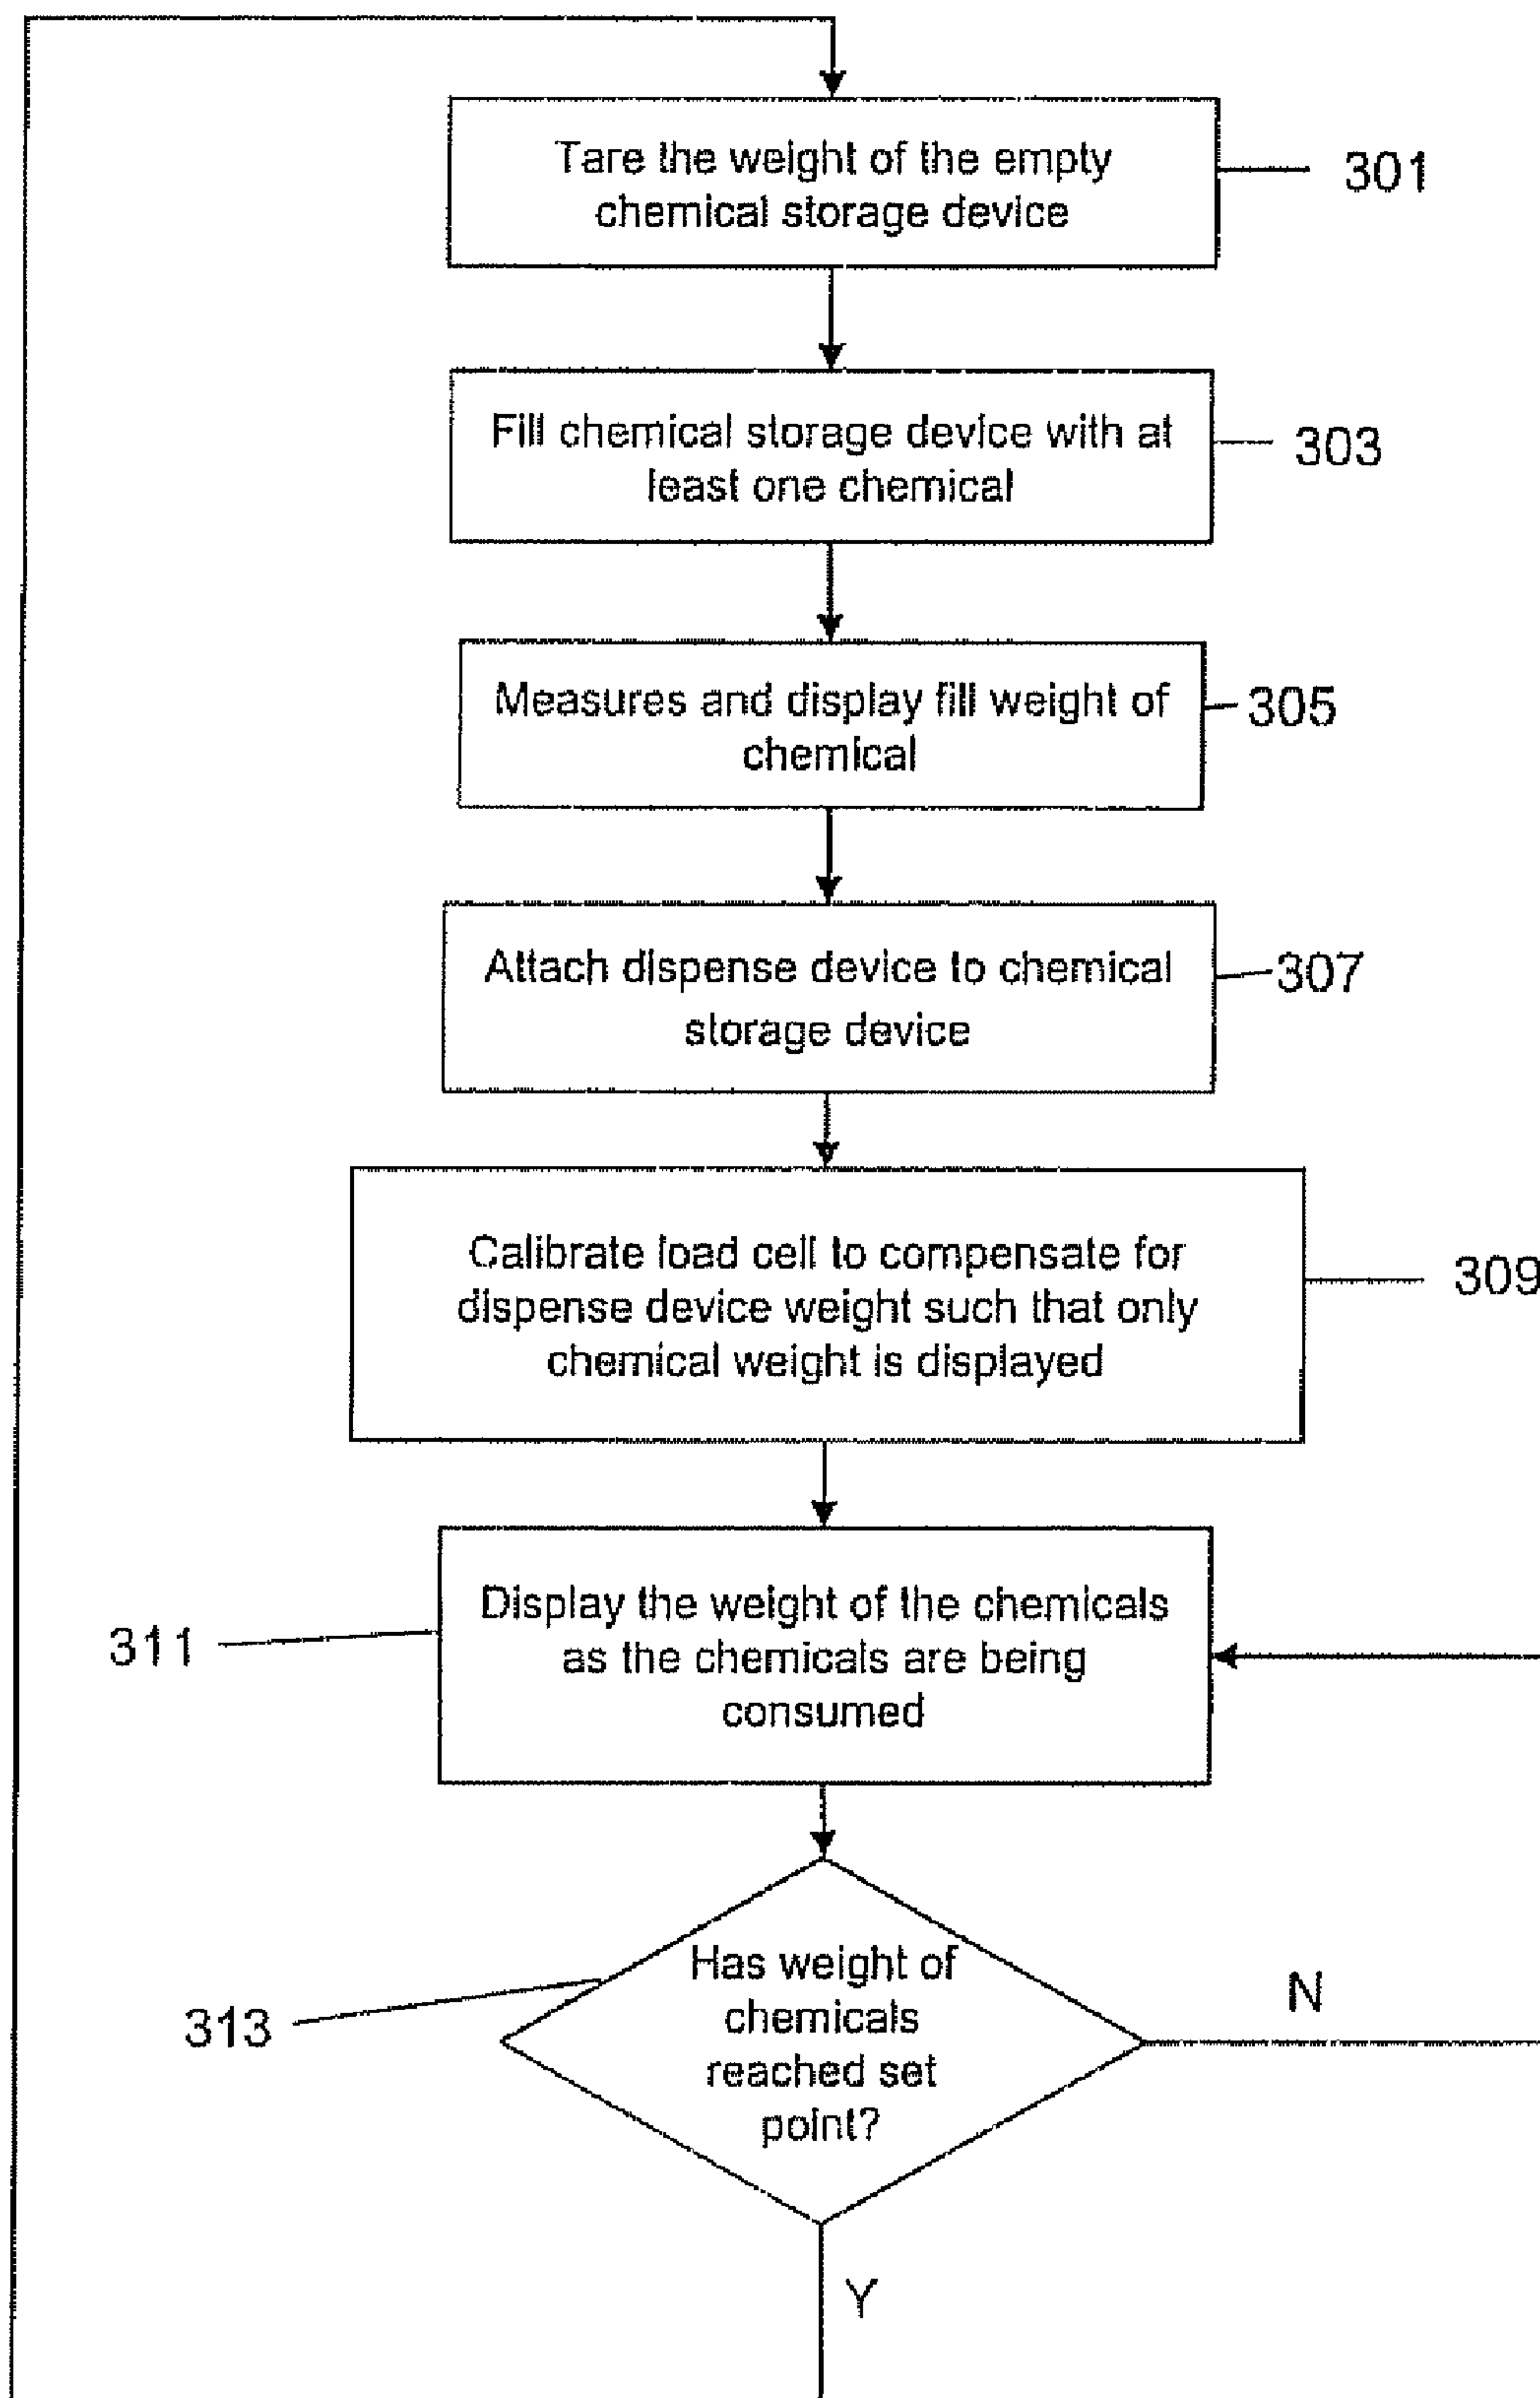 Tare the weight of the empty
chemical storage device
301
Fill chemical storage device with at
least one chemical
303
Measures and display fill weight of
chemical
305
Attach dispense device to chemical
storage device
307
Calibrate load cell to compensate for
dispense device weight such that only
chemical weight is displayed
309
Display the weight of the chemicals
as the chemicals are being
consumed
311
Has weight of
chemicals
reached set
point?
313
N
Y